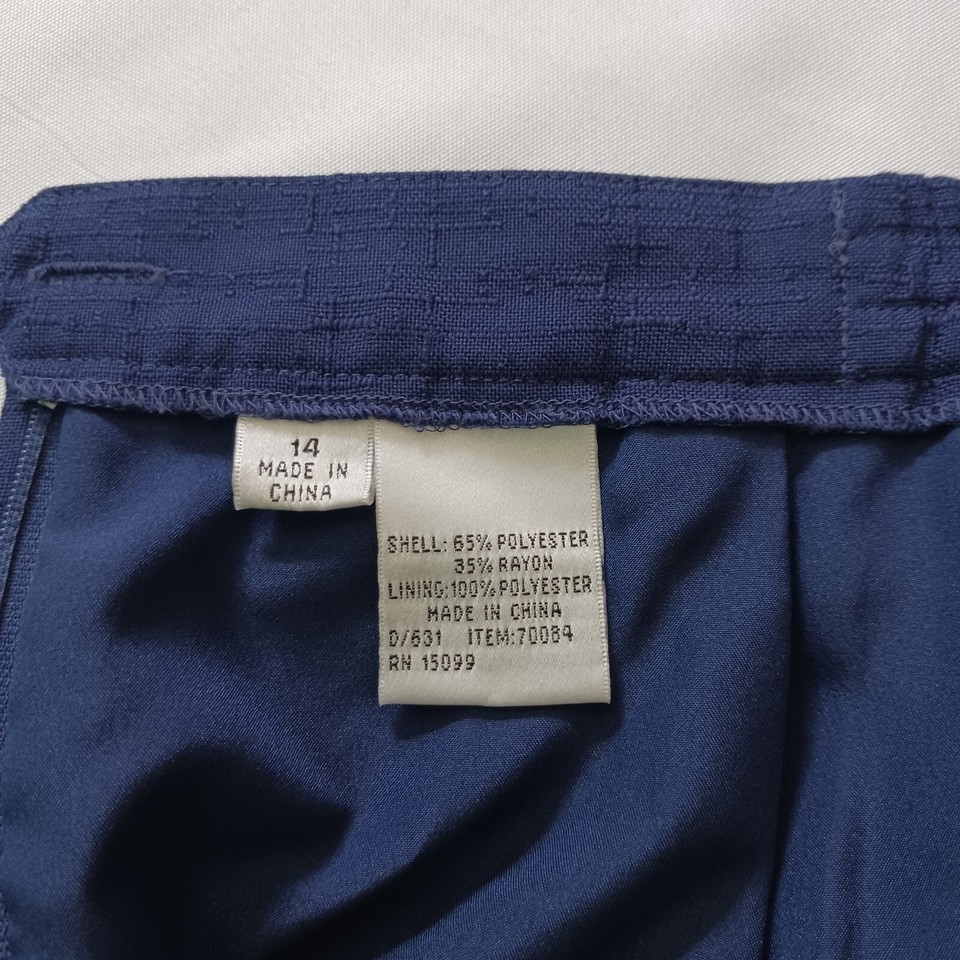 14
MADE IN
CHINA
SHELL: 65% POLYESTER
35% RAYON
LINING:100% POLYESTER
MADE IN CHINA
D/631 ITEM:70084
RN 15099